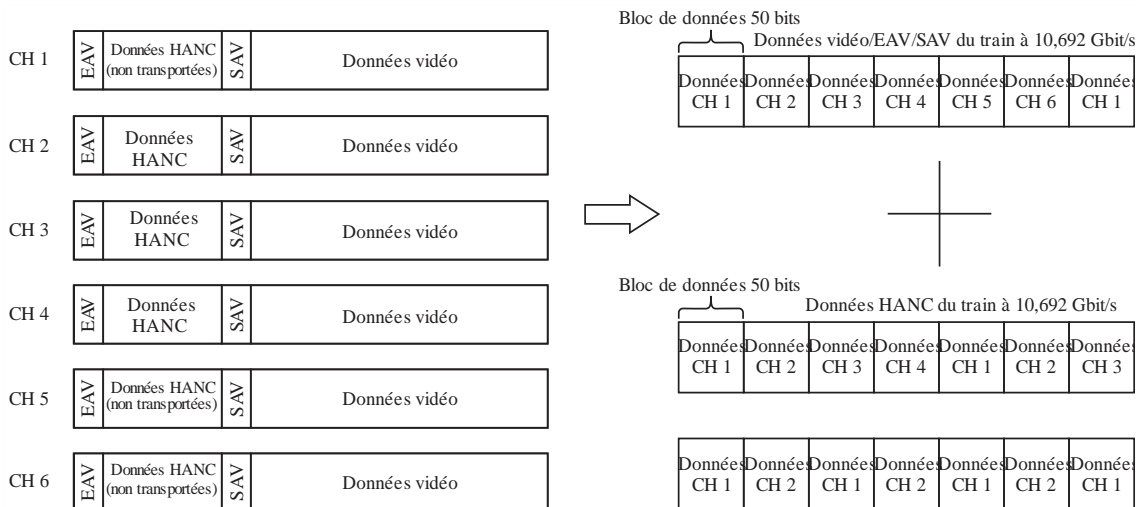 CH 1
EAV
Données HANC
(non transportées)
SAV
Données vidéo
CH 2
EAV
Données
HANC
SAV
Données vidéo
CH 3
EAV
Données
HANC
SAV
Données vidéo
CH 4
EAV
Données
HANC
SAV
Données vidéo
CH 5
EAV
Données HANC
(non transportées)
SAV
Données vidéo
CH 6
EAV
Données HANC
(non transportées)
SAV
Données vidéo
Bloc de données 50 bits
Données vidéo/EAV/SAV du train à 10,692 Gbit/s
Données Données Données Données Données Données Données
CH 1 CH 2 CH 3 CH 4 CH 5 CH 6 CH 1
Bloc de données 50 bits
Données HANC du train à 10,692 Gbit/s
Données Données Données Données Données Données Données
CH 1 CH 2 CH 3 CH 4 CH 1 CH 2 CH 3
Données Données Données Données Données Données Données
CH 1 CH 2 CH 1 CH 2 CH 1 CH 2 CH 1